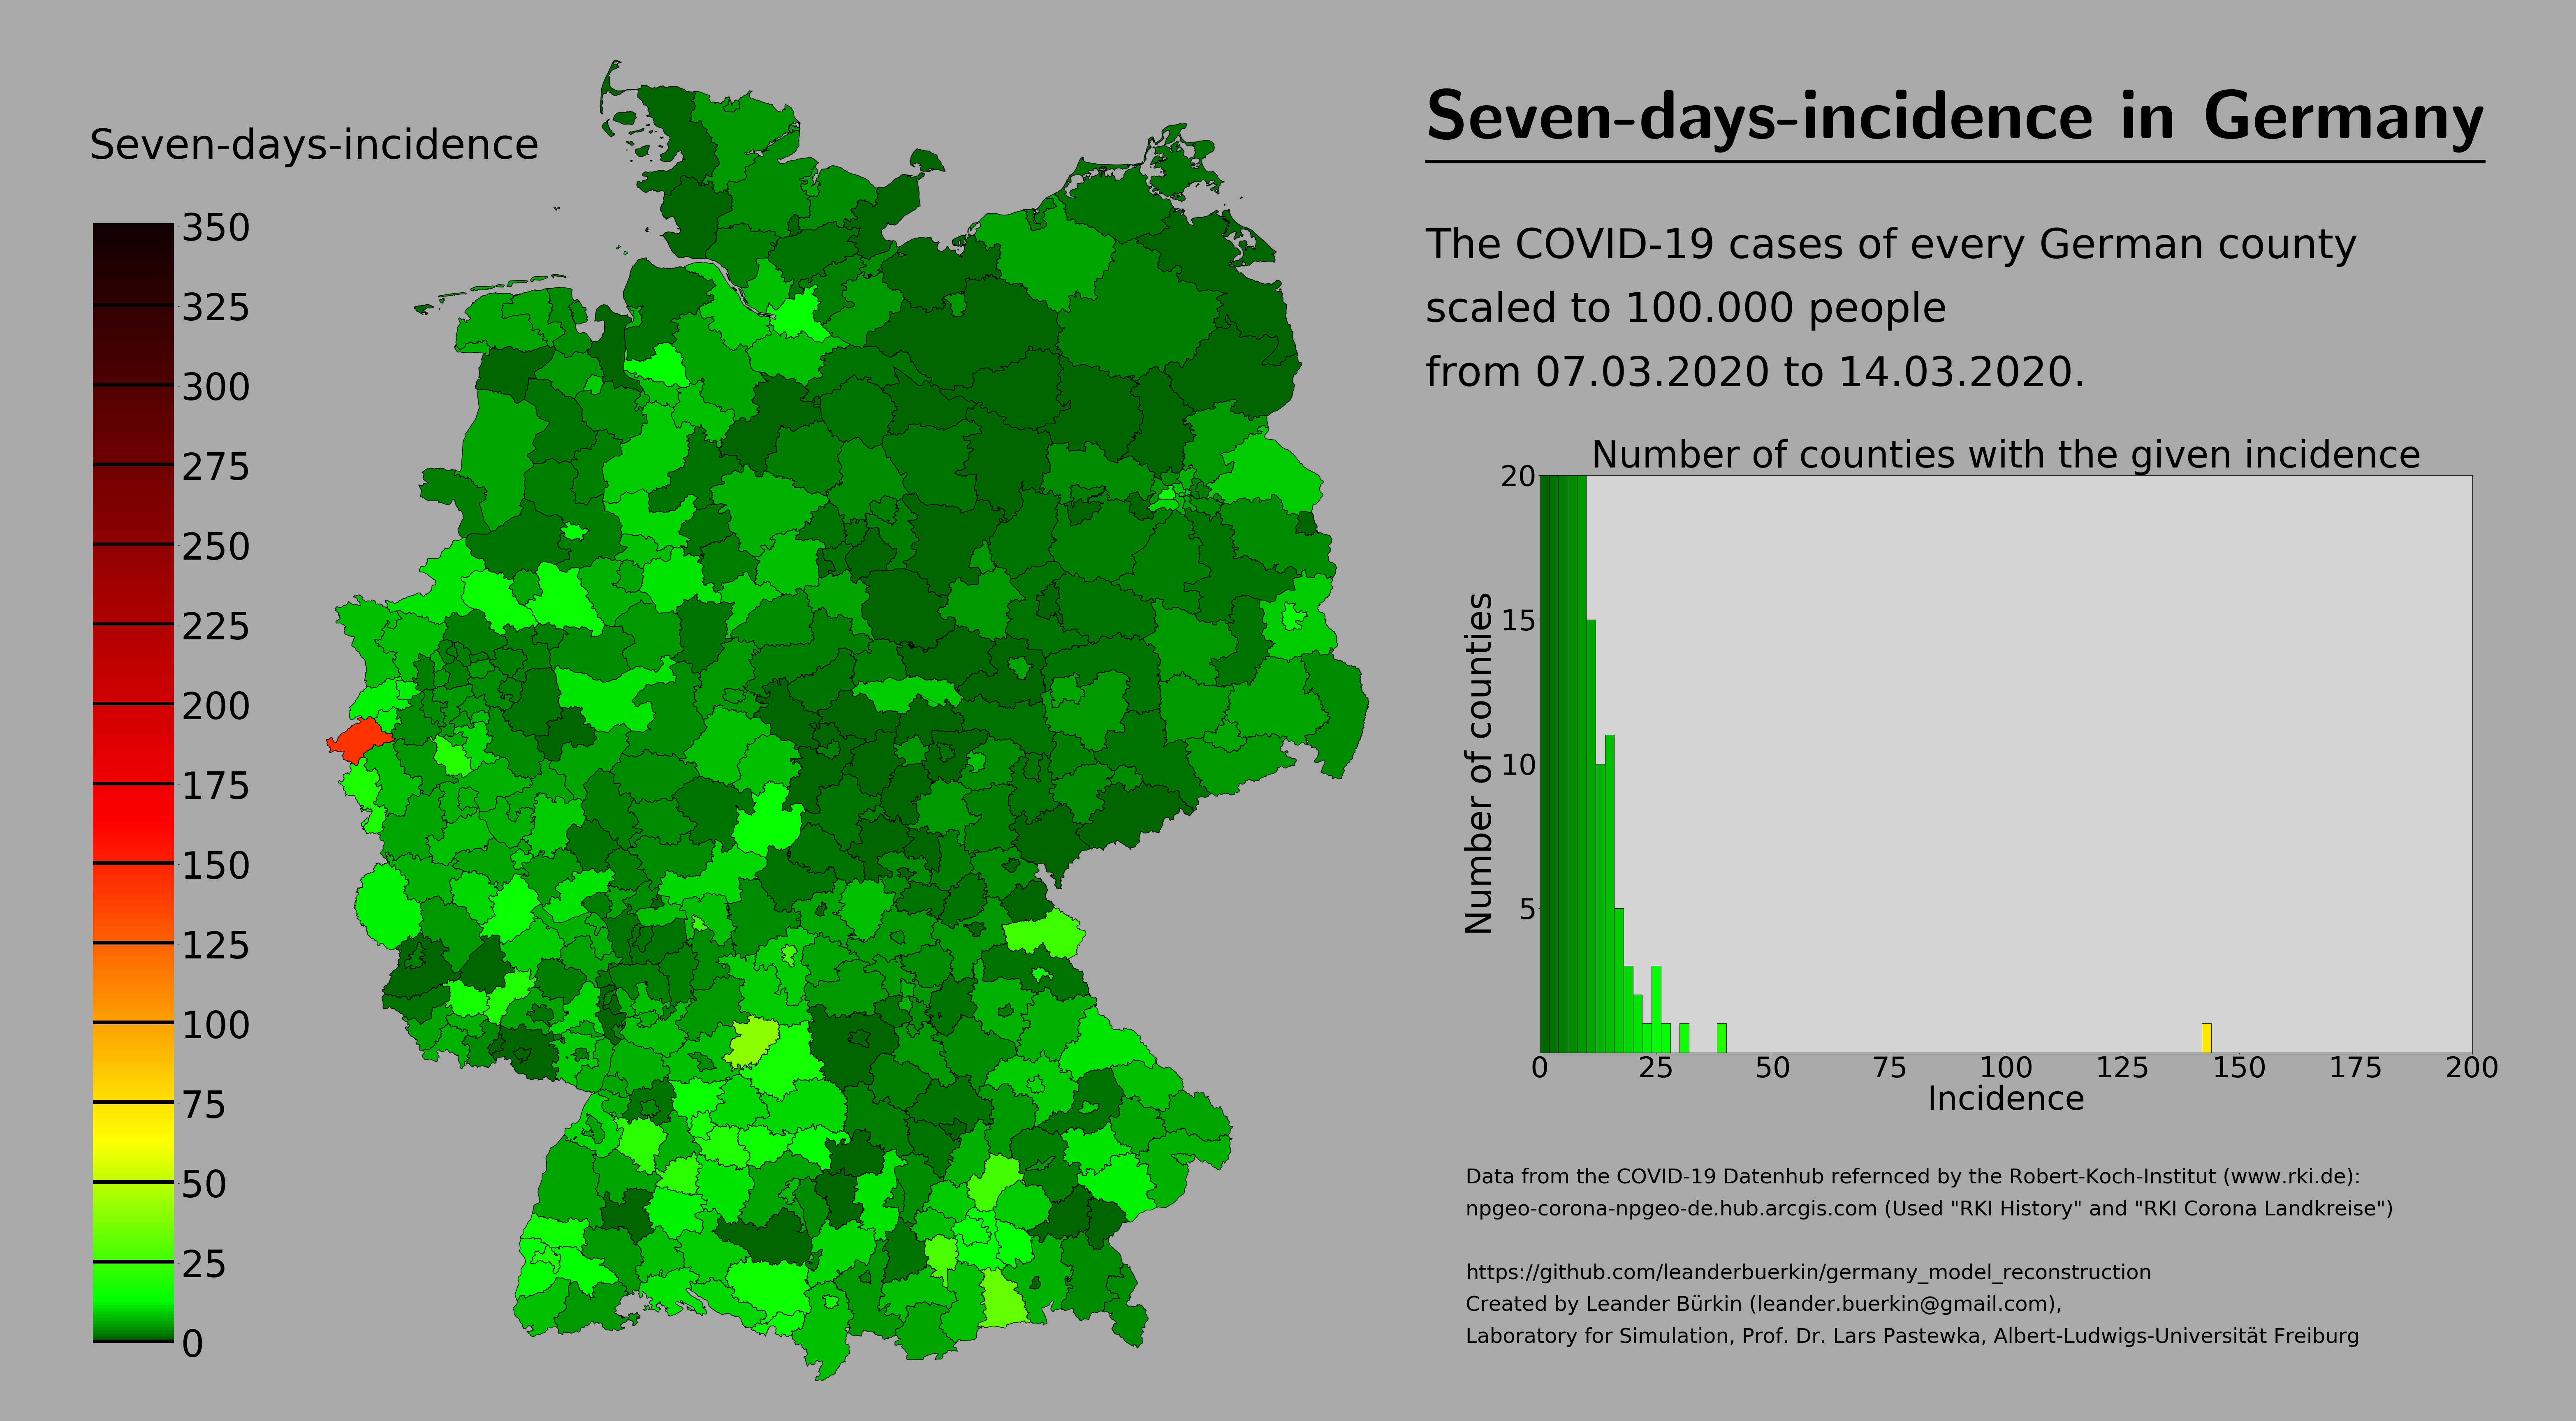 Seven-days-incidence in Germany
Seven-days-incidence
350
325
300
275
250
225
200
175
150
125
100
75
50
25
0
The COVID-19 cases of every German county
scaled to 100.000 people
from 07.03.2020 to 14.03.2020.
Number of counties with the given incidence
Number of counties
20
15
10
5
0 25 50 75 100 125 150 175 200
Incidence
Data from the COVID-19 Datenhub refernced by the Robert-Koch-Institut (www.rki.de):
npgeo-corona-npgeo-de.hub.arcgis.com (Used "RKI History" and "RKI Corona Landkreise")
https://github.com/leanderbuerkin/germany_model_reconstruction
Created by Leander Bürkin (leander.buerkin@gmail.com),
Laboratory for Simulation, Prof. Dr. Lars Pastewka, Albert-Ludwigs-Universität Freiburg